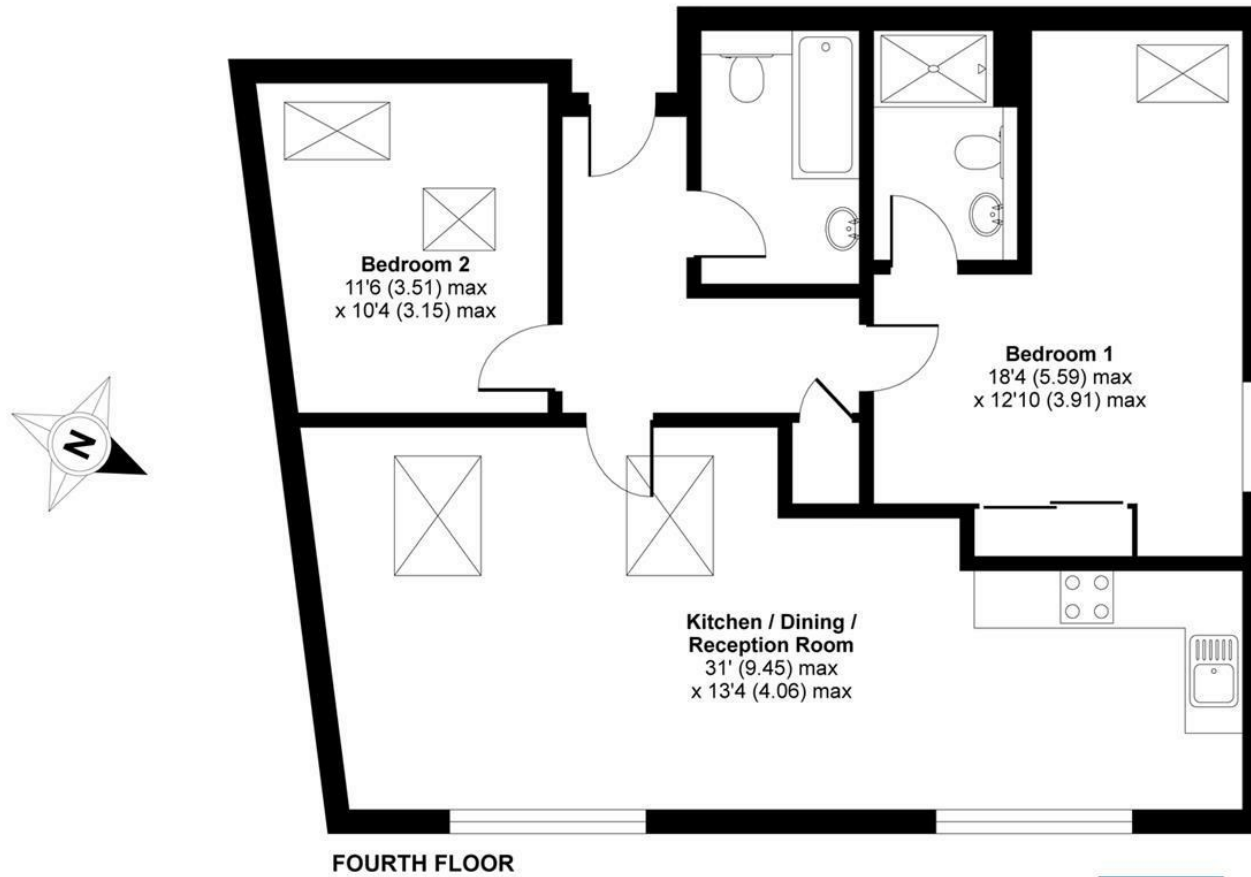 Bedroom 2
11'6 (3.51) max
x 10'4 (3.15) max
Bedroom 1
18'4 (5.59) max
x 12'10 (3.91) max
N
Kitchen / Dining /
Reception Room
31' (9.45) max
x 13'4 (4.06) max
FOURTH FLOOR